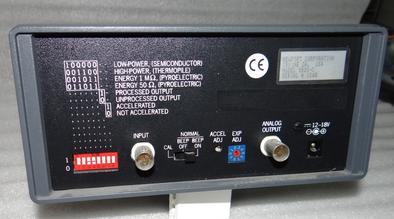 100000 LOW-POWER, (SEMICONDUCTOR)
001100 HIGH-POWER, (THERMOPILE)
001011 ENERGY 1 MΩ, (PYROELECTRIC)
011011 ENERGY 50 Ω, (PYROELECTRIC)
1 PROCESSED OUTPUT
0 UNPROCESSED OUTPUT
1 ACCELERATED
0 NOT ACCELERATED
CE
NEWPORT CORPORATION
INPUT
NORMAL
BEEP BEEP
CAL OFF ON
ACCEL ADJ
EXP ADJ
ANALOG OUTPUT
12-18V
1
0